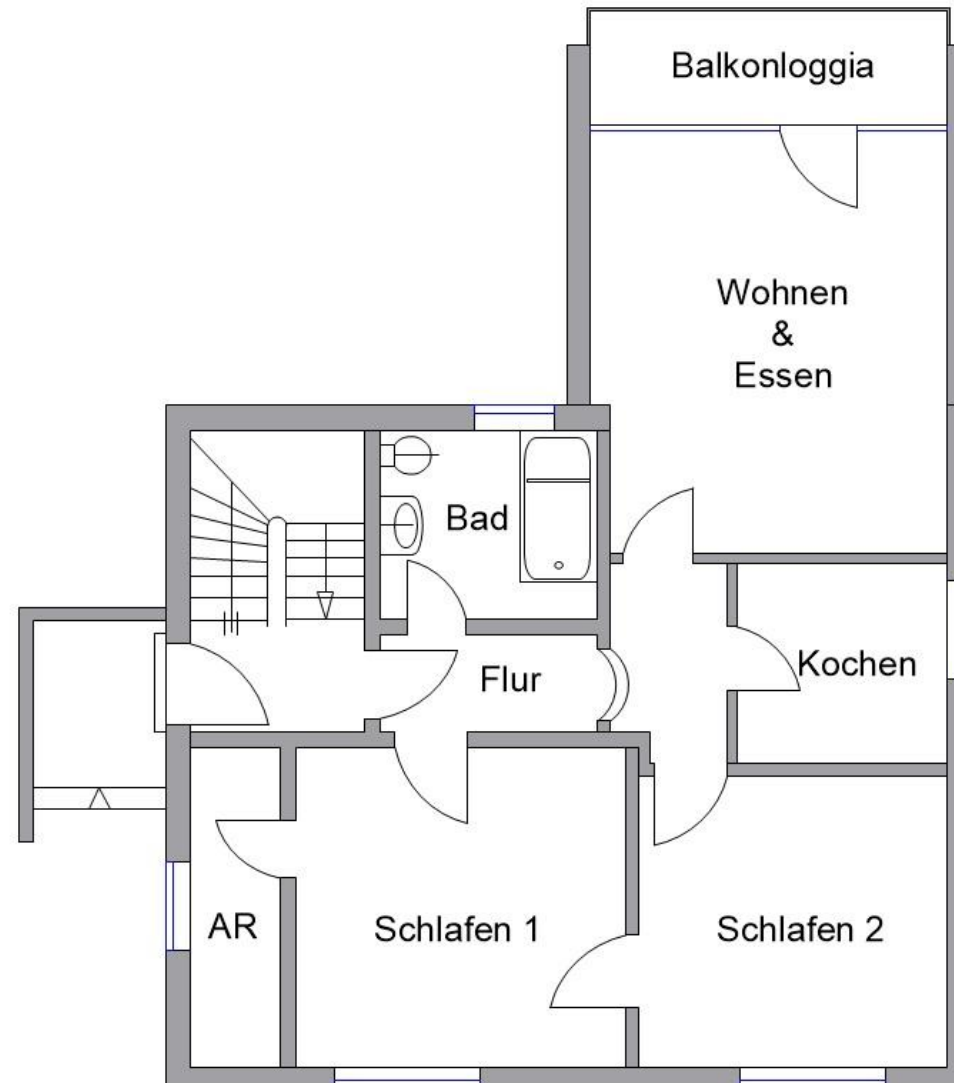 Balkonloggia
Wohnen
&
Essen
Bad
Flur
Kochen
AR
Schlafen 1
Schlafen 2